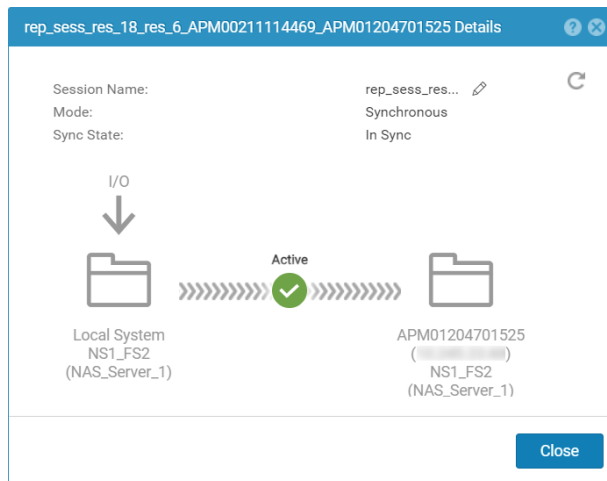 rep_sess_res_18_res_6_APM00211114469_APM01204701525 Details
Session Name: rep_sess_res...
Mode: Synchronous
Sync State: In Sync
I/O
Active
Local System
NS1_FS2
(NAS_Server_1)
APM01204701525
( )
NS1_FS2
(NAS_Server_1)
Close